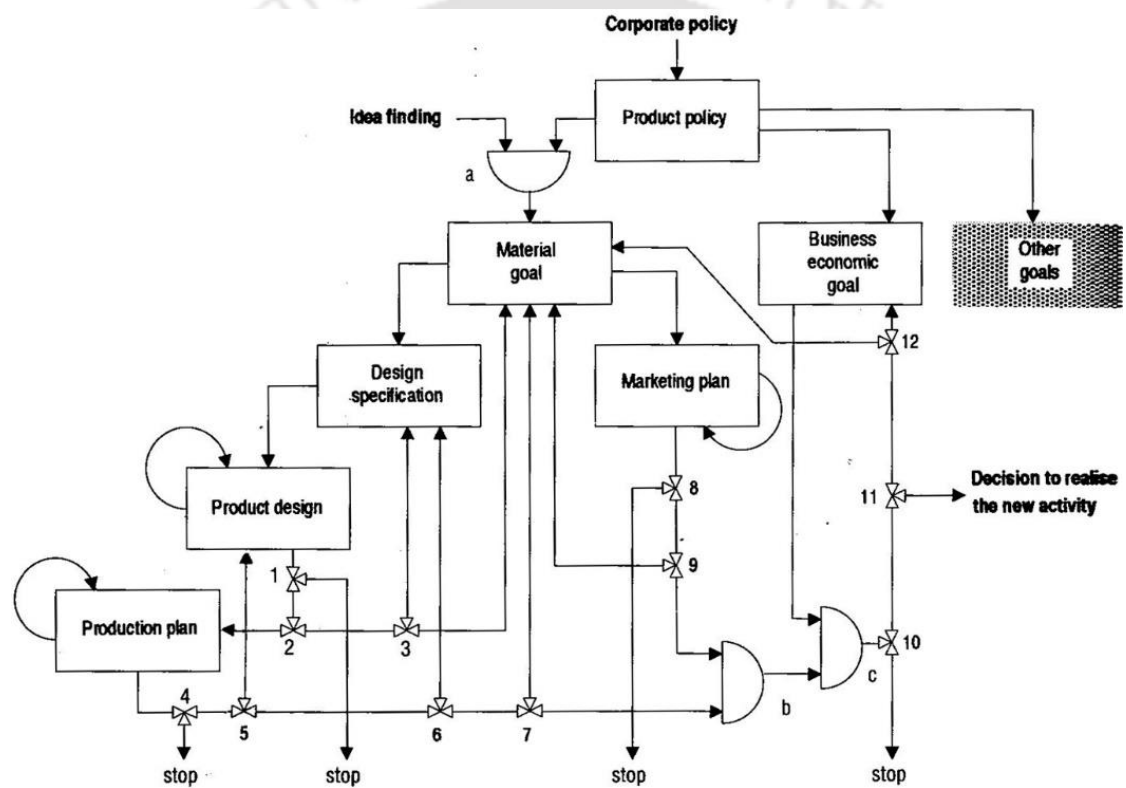 Corporate policy
Idea finding
Product policy
a
Material
goal
Business
economic
goal
Other
goals
12
Design
specification
Marketing plan
Product design
8
11
Decision to realise
the new activity
1
9
Production plan
2
3
10
c
b
4
5
6
7
stop
stop
stop
stop